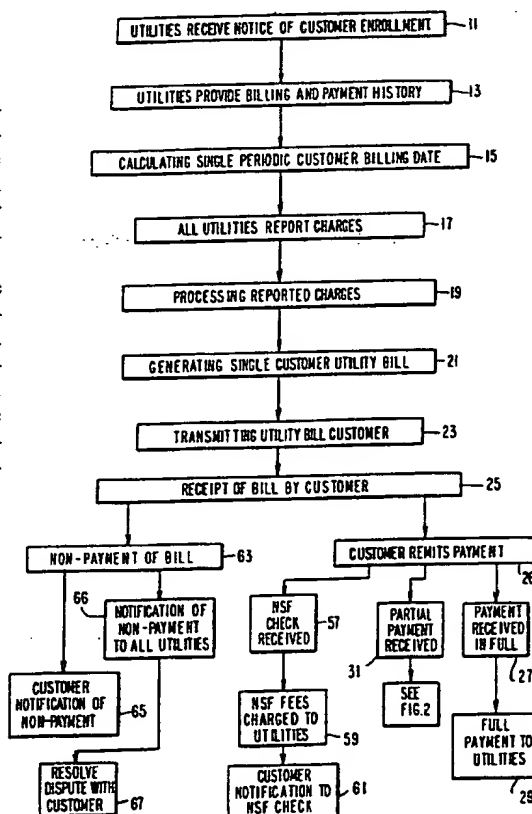 UTILITIES RECEIVE NOTICE OF CUSTOMER ENROLLMENT 11
UTILITIES PROVIDE BILLING AND PAYMENT HISTORY 13
CALCULATING SINGLE PERIODIC CUSTOMER BILLING DATE 15
ALL UTILITIES REPORT CHARGES 17
PROCESSING REPORTED CHARGES 19
GENERATING SINGLE CUSTOMER UTILITY BILL 21
TRANSMITTING UTILITY BILL CUSTOMER 23
RECEIPT OF BILL BY CUSTOMER 25
NON-PAYMENT OF BILL 63
CUSTOMER REMITS PAYMENT
26
66
NOTIFICATION OF
NON-PAYMENT
TO ALL UTILITIES
CUSTOMER
NOTIFICATION OF
NON-PAYMENT
65
RESOLVE
DISPUTE WITH
CUSTOMER
67
NSF
CHECK
RECEIVED
57
NSF FEES
CHARGED TO
UTILITIES
59
CUSTOMER
NOTIFICATION TO
NSF CHECK
61
PARTIAL
PAYMENT
RECEIVED
31
SEE
FIG.2
PAYMENT
RECEIVED
IN FULL
27
FULL
PAYMENT TO
UTILITIES
29